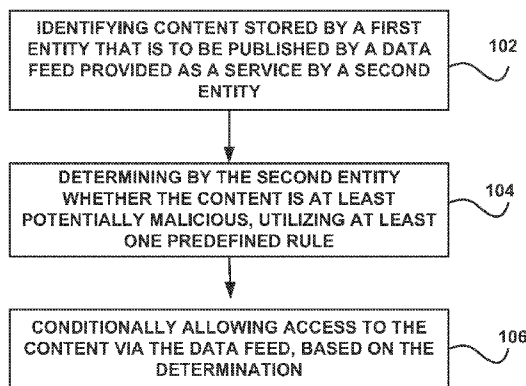 IDENTIFYING CONTENT STORED BY A FIRST
ENTITY THAT IS TO BE PUBLISHED BY A DATA
FEED PROVIDED AS A SERVICE BY A SECOND
ENTITY
102
DETERMINING BY THE SECOND ENTITY
WHETHER THE CONTENT IS AT LEAST
POTENTIALLY MALICIOUS, UTILIZING AT LEAST
ONE PREDEFINED RULE
104
CONDITIONALLY ALLOWING ACCESS TO THE
CONTENT VIA THE DATA FEED, BASED ON THE
DETERMINATION
106